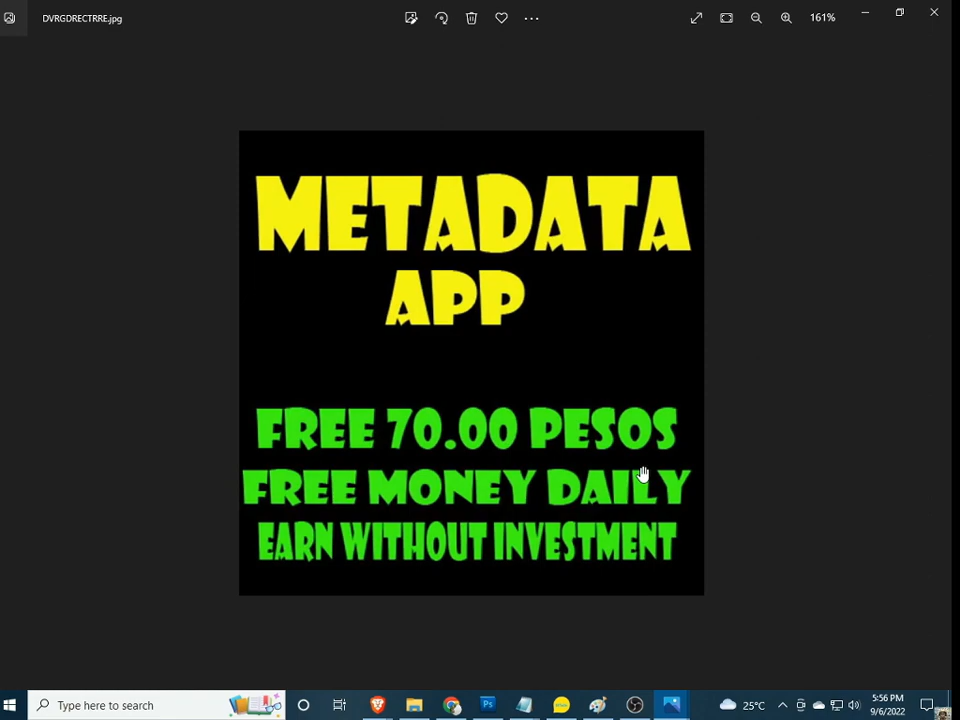 DVRGDRECTRRE.jpg
161%
METADATA
APP
FREE 70.00 PESOS
FREE MONEY DAILY
EARN WITHOUT INVESTMENT
Type here to search
Ps
25°C
5:56 PM
9/6/2022